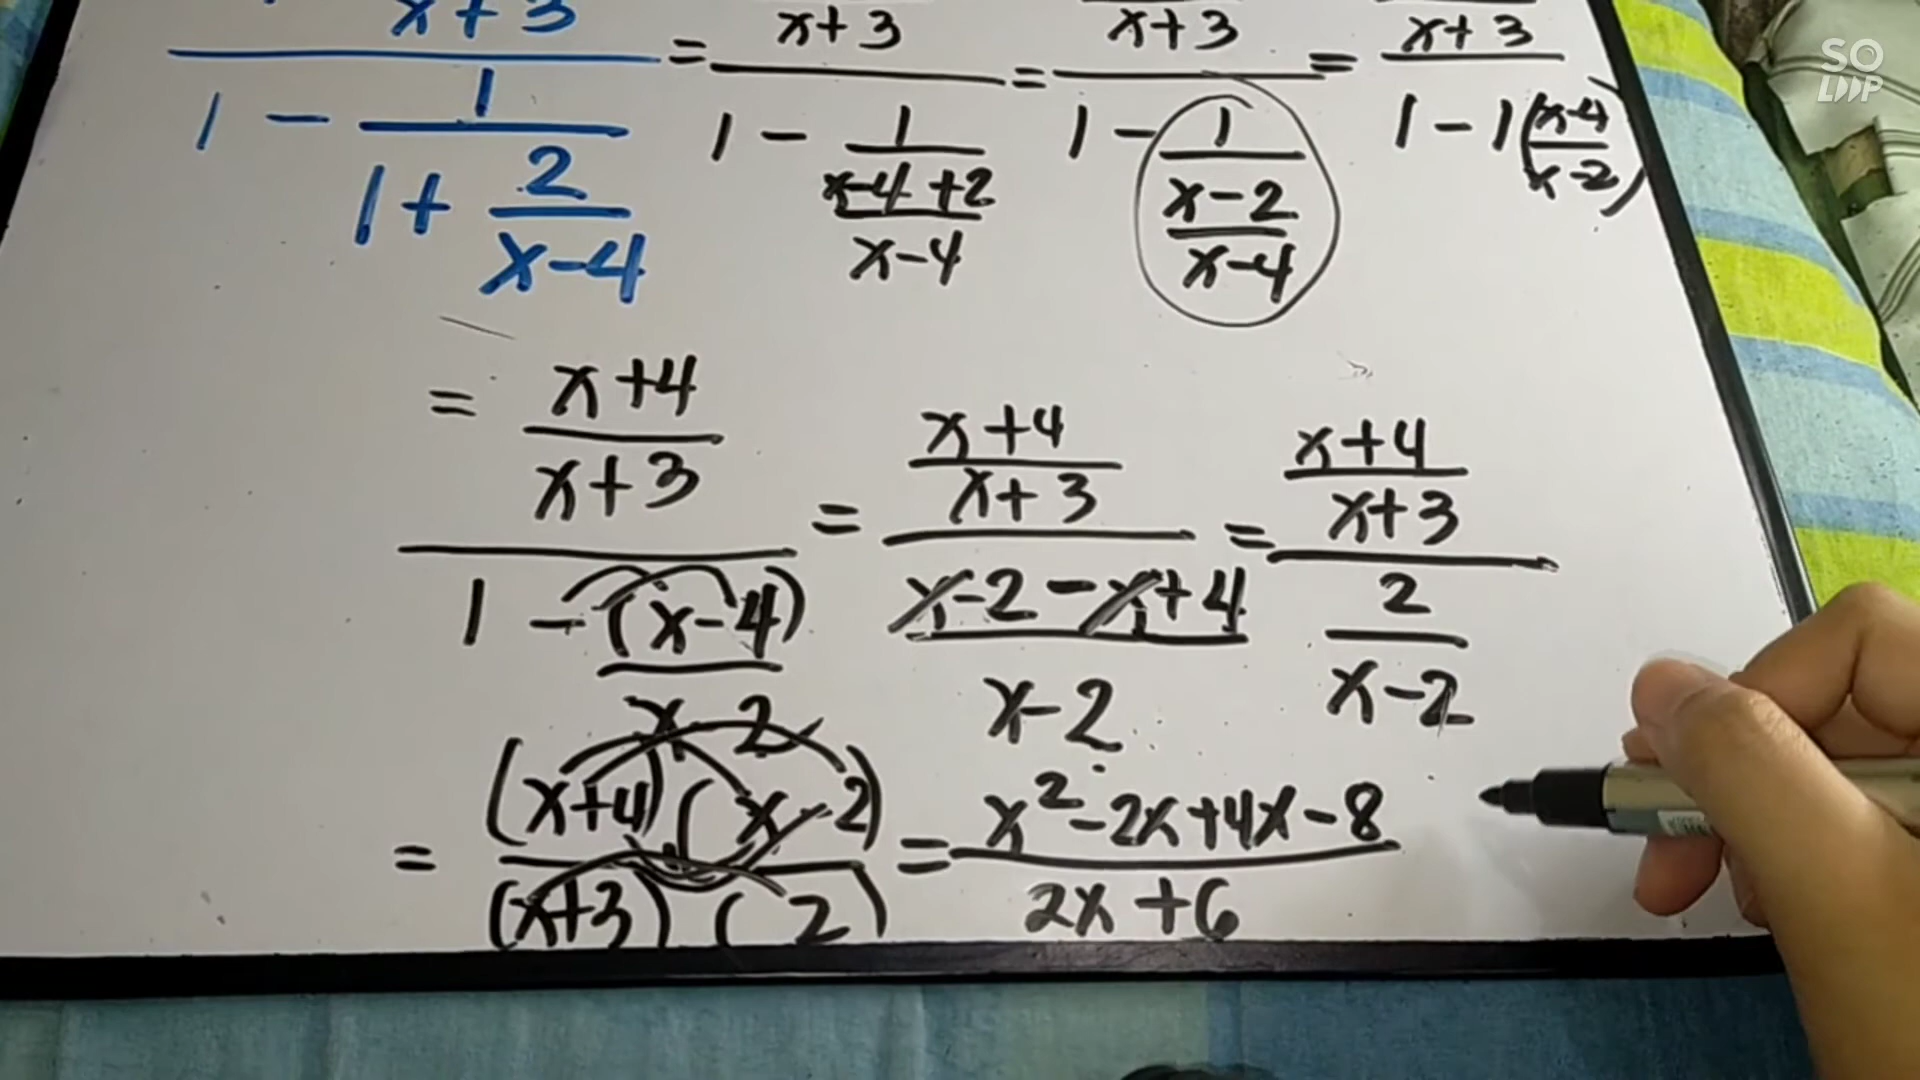 x+3 = x+3 = x+3 = x+3
1 - 1 1 - 1 1 - 1 1 - 1 (x-4
1 + 2 x-4+2 x-2 x-2)
x-4 x-4 x-4
= x+4 x+4 x+4
x+3 = x+3 = x+3
1 - (x-4) x-2-x+4 2
x-2 x-2 x-2
= (x+4)(x-2) = x²-2x+4x-8
(x+3)(2) 2x+6
SO
LOOP